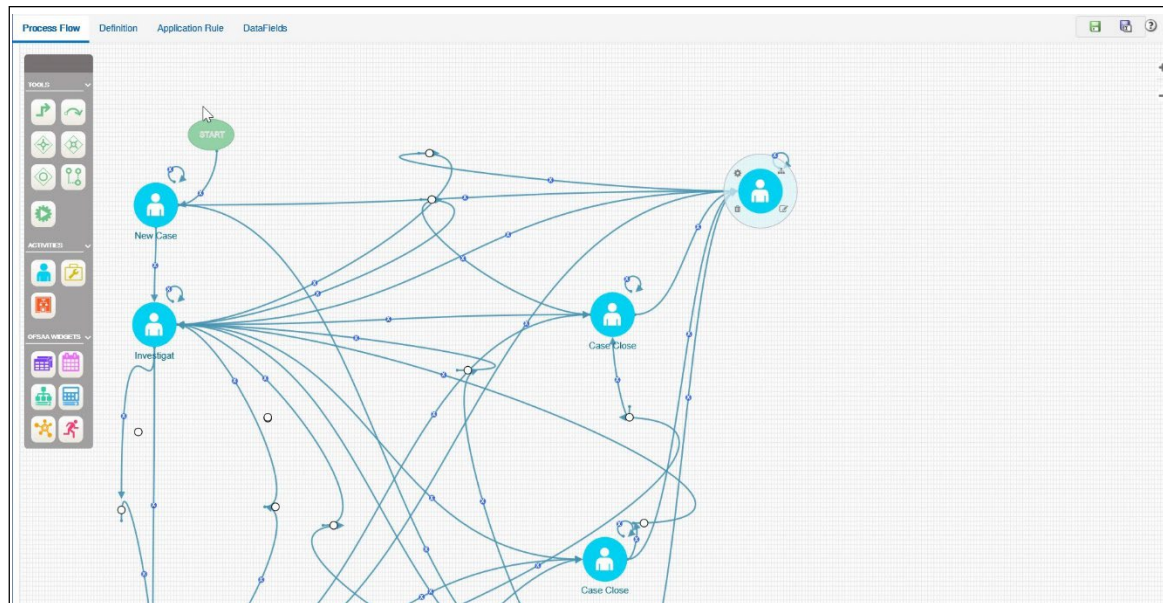 Process Flow Definition Application Rule DataFields
TOOLS
START
New Case
ACTIVITIES
Investigat
Case Close
OFSAA WIDGETS
Case Close